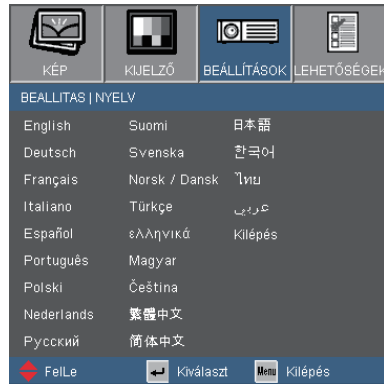 KÉP KIJELZŐ BEÁLLÍTÁSOK LEHETŐSÉGEK
BEALLITAS | NYELV
English Suomi 日本語
Deutsch Svenska 한국어
Français Norsk / Dansk ไทย
Italiano Türkçe عربي
Español ελληνικά Kilépés
Português Magyar
Polski Čeština
Nederlands 繁體中文
Русский 简体中文
FelLe Kiválaszt Menu Kilépés